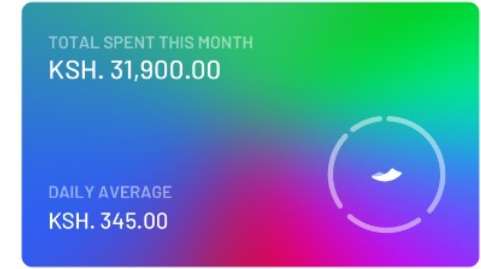 TOTAL SPENT THIS MONTH
KSH. 31,900.00
DAILY AVERAGE
KSH. 345.00